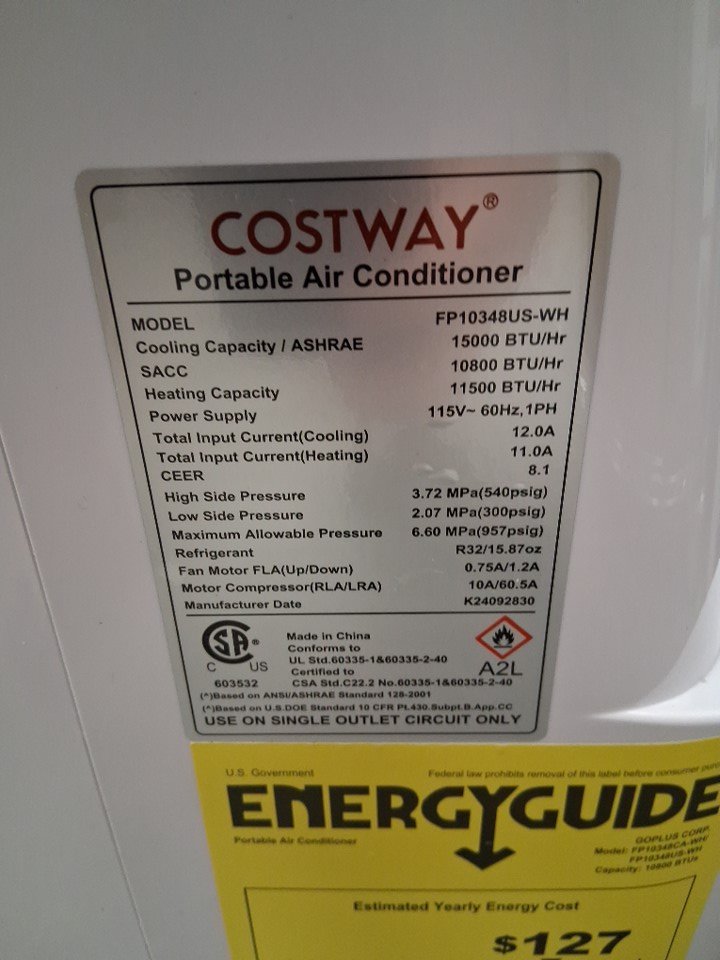 COSTWAY®
Portable Air Conditioner
MODEL FP10348US-WH
Cooling Capacity / ASHRAE 15000 BTU/Hr
SACC 10800 BTU/Hr
Heating Capacity 11500 BTU/Hr
Power Supply 115V~ 60Hz,1PH
Total Input Current(Cooling) 12.0A
Total Input Current(Heating) 11.0A
CEER 8.1
High Side Pressure 3.72 MPa(540psig)
Low Side Pressure 2.07 MPa(300psig)
Maximum Allowable Pressure 6.60 MPa(957psig)
Refrigerant R32/15.87oz
Fan Motor FLA(Up/Down) 0.75A/1.2A
Motor Compressor(RLA/LRA) 10A/60.5A
Manufacturer Date K24092830
CSA®
C US
603532
Made in China
Conforms to
UL Std.60335-1&60335-2-40
Certified to
CSA Std.C22.2 No.60335-1&60335-2-40
A2L
(^)Based on ANSI/ASHRAE Standard 128-2001
(^)Based on U.S.DOE Standard 10 CFR Pt.430.Subpt.B.App.CC
USE ON SINGLE OUTLET CIRCUIT ONLY
U.S. Government Federal law prohibits removal of this label before consumer
ENERGYGUIDE
Portable Air Conditioner
GOPLUS CORP.
Model: FP10348CA-WH/
FP10348US-WH
Capacity: 10800 BTUs
Estimated Yearly Energy Cost
$127